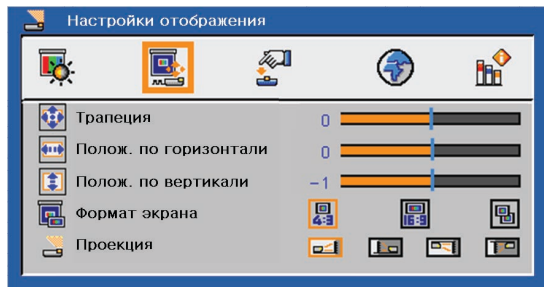 Настройки отображения
Трапеция 0
Полож. по горизонтали 0
Полож. по вертикали -1
Формат экрана 4:3 16:9
Проекция